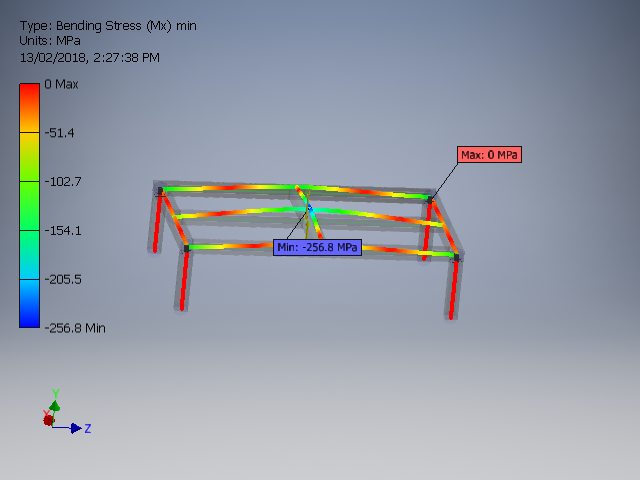 Type: Bending Stress (Mx) min
Units: MPa
13/02/2018, 2:27:38 PM
0 Max
-51.4
-102.7
-154.1
-205.5
-256.8 Min
Max: 0 MPa
Min: -256.8 MPa
Y
X
Z